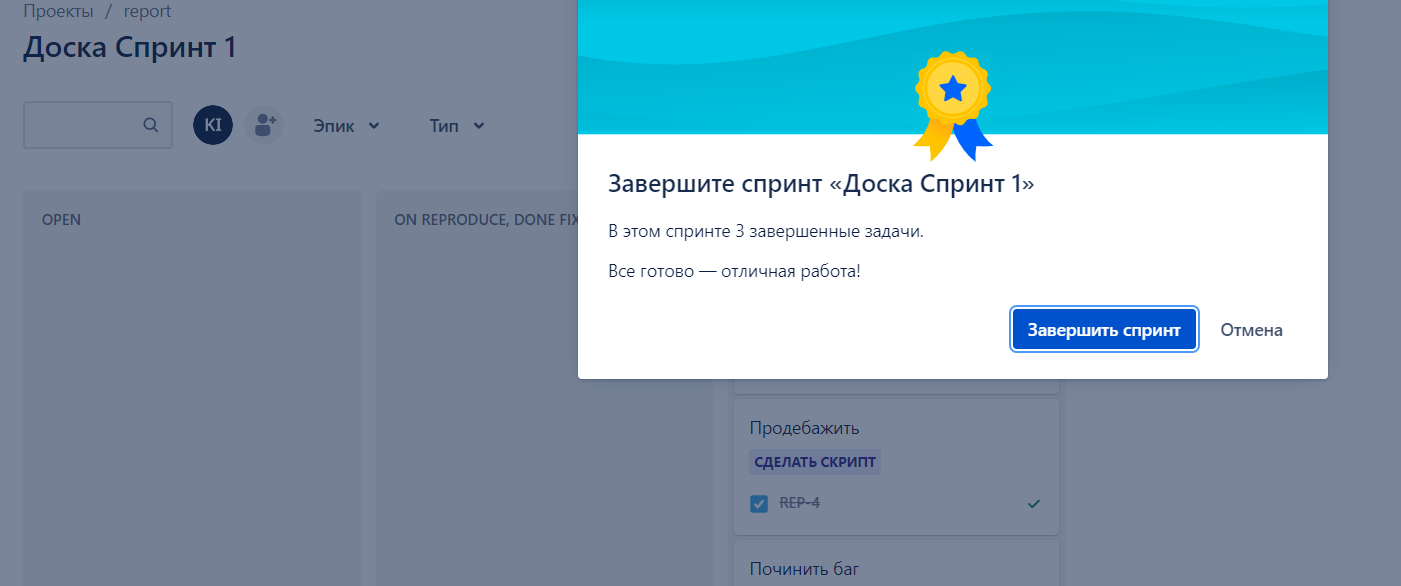 Проекты / report
Доска Спринт 1
KI
Эпик
Тип
OPEN
ON REPRODUCE, DONE FIX
Завершите спринт «Доска Спринт 1»
В этом спринте 3 завершенные задачи.
Все готово — отличная работа!
Завершить спринт
Отмена
Продебажить
СДЕЛАТЬ СКРИПТ
REP-4
Починить баг